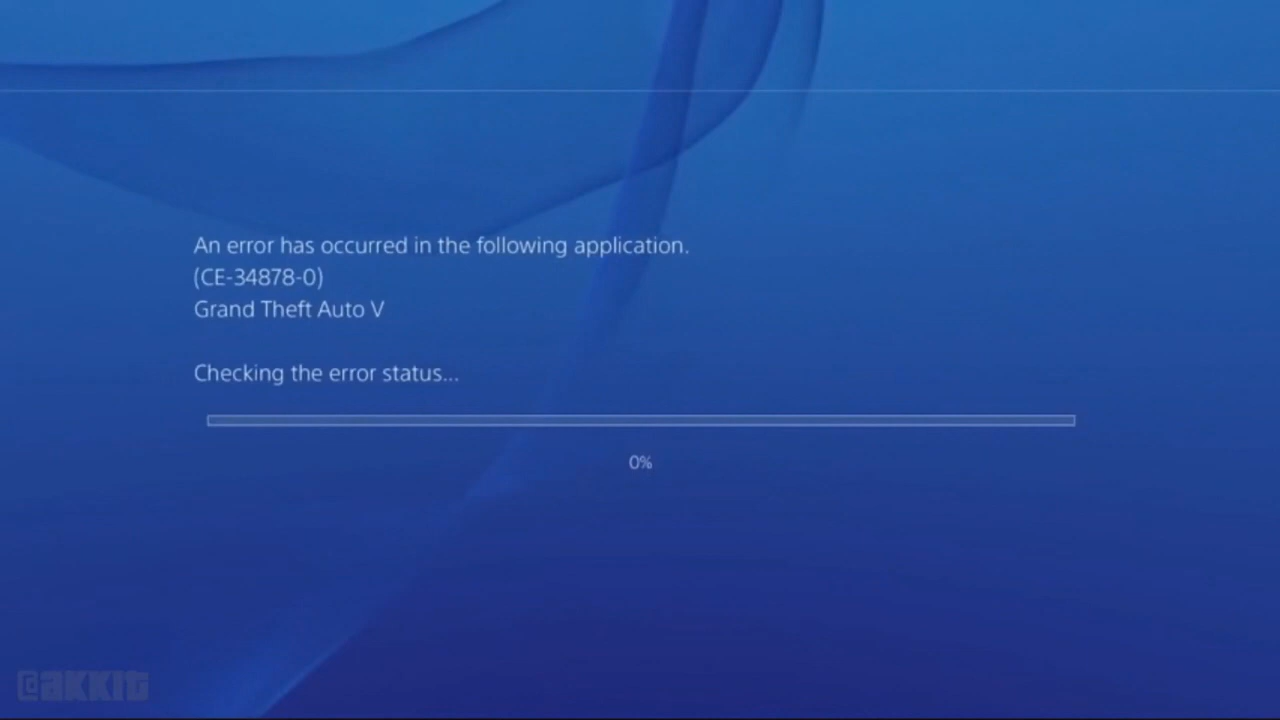 An error has occurred in the following application.
(CE-34878-0)
Grand Theft Auto V
Checking the error status...
0%
@akkit